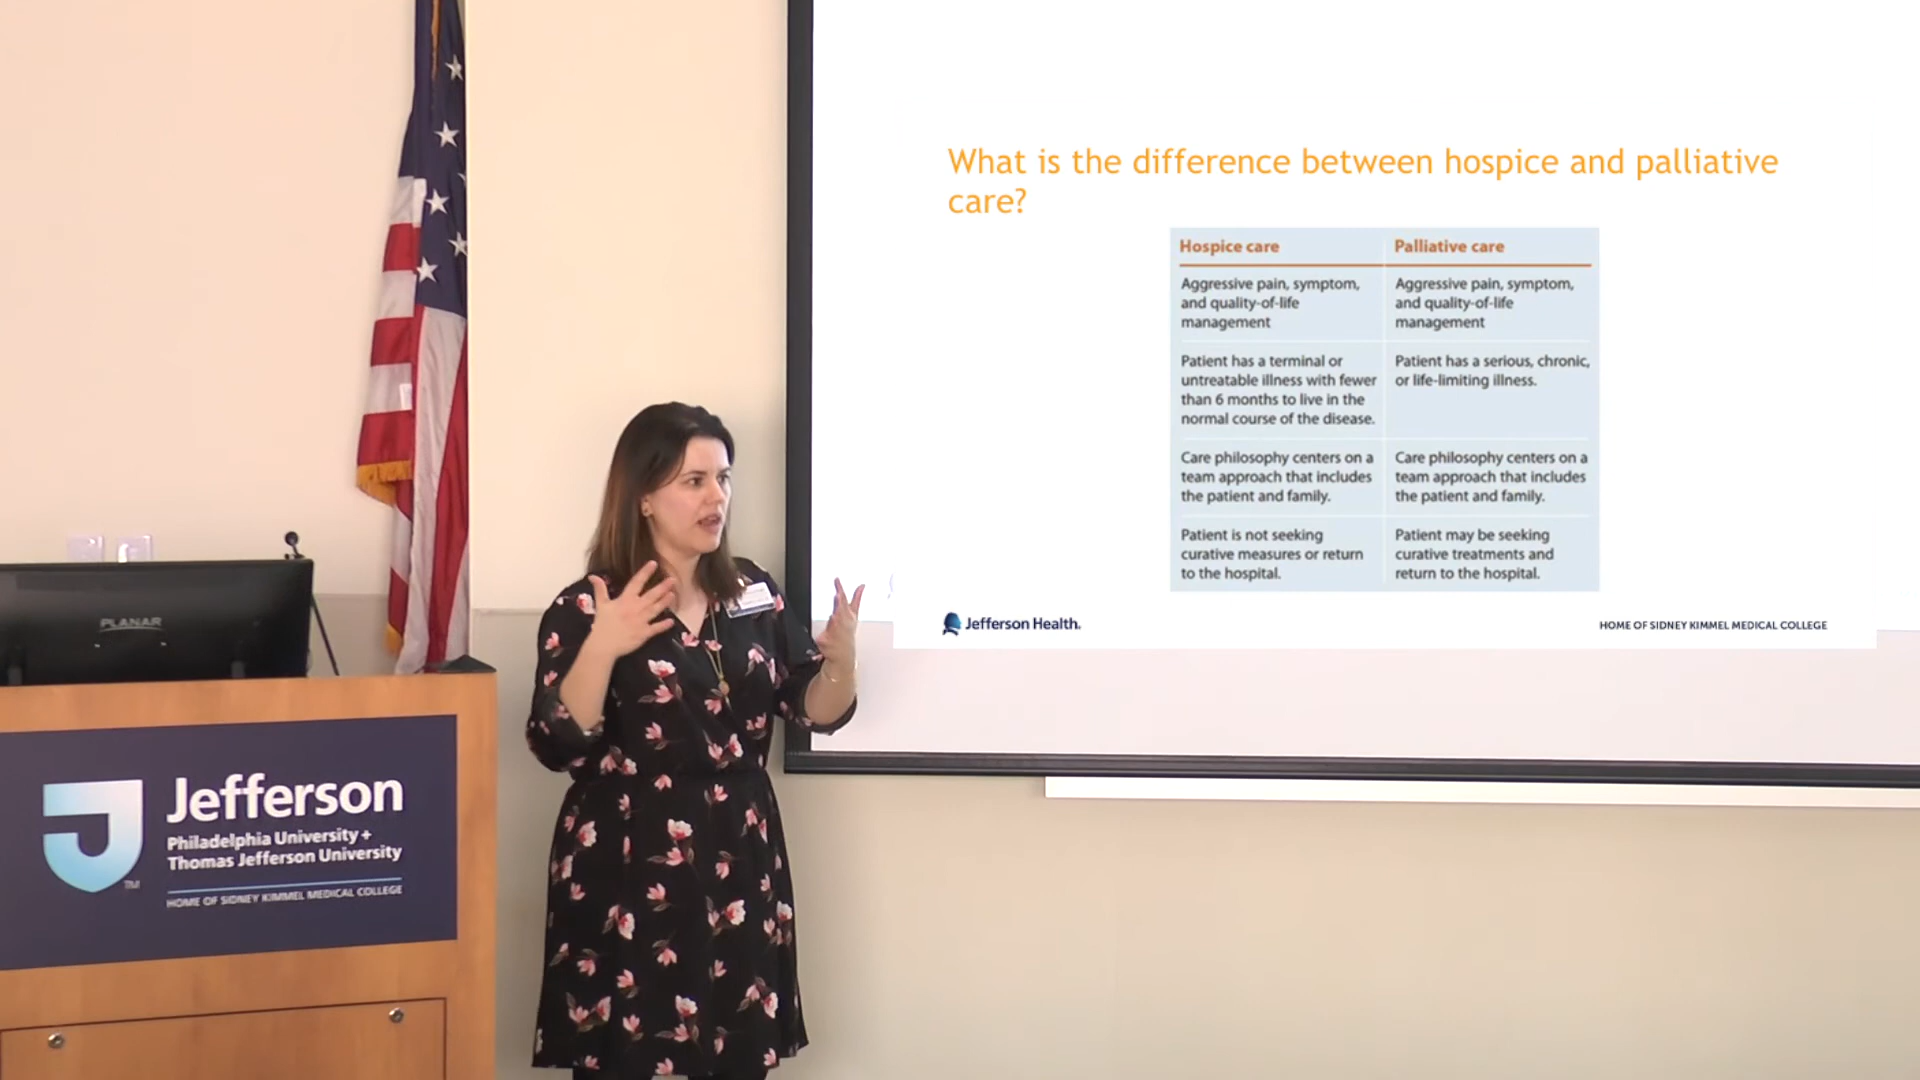 What is the difference between hospice and palliative
care?
Hospice care
Palliative care
Aggressive pain, symptom,
and quality-of-life
management
Aggressive pain, symptom,
and quality-of-life
management
Patient has a terminal or
untreatable illness with fewer
than 6 months to live in the
normal course of the disease.
Patient has a serious, chronic,
or life-limiting illness.
Care philosophy centers on a
team approach that includes
the patient and family.
Care philosophy centers on a
team approach that includes
the patient and family.
Patient is not seeking
curative measures or return
to the hospital.
Patient may be seeking
curative treatments and
return to the hospital.
Jefferson Health.
HOME OF SIDNEY KIMMEL MEDICAL COLLEGE
PLANAR
Jefferson
Philadelphia University +
Thomas Jefferson University
TM
HOME OF SIDNEY KIMMEL MEDICAL COLLEGE